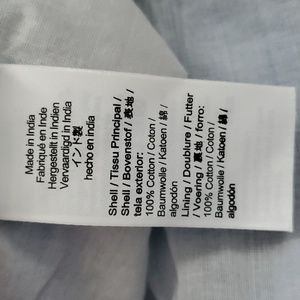 Made in India
Fabriqué en Inde
Hergestellt in Indien
Vervaardigd in India
インド製
hecho en india
Shell / Tissu Principal /
Shell / Bovenstof / 表地 /
tela exterior:
100% Cotton / Coton /
Baumwolle / Katoen / 綿 /
algodón
Lining / Doublure / Futter
/ Voering / 裏地 / forro:
100% Cotton / Coton /
Baumwolle / Katoen / 綿 /
algodón